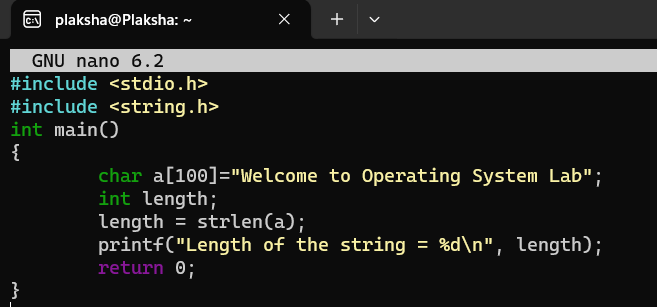 plaksha@Plaksha: ~
GNU nano 6.2
#include <stdio.h>
#include <string.h>
int main()
{
        char a[100]="Welcome to Operating System Lab";
        int length;
        length = strlen(a);
        printf("Length of the string = %d\n", length);
        return 0;
}